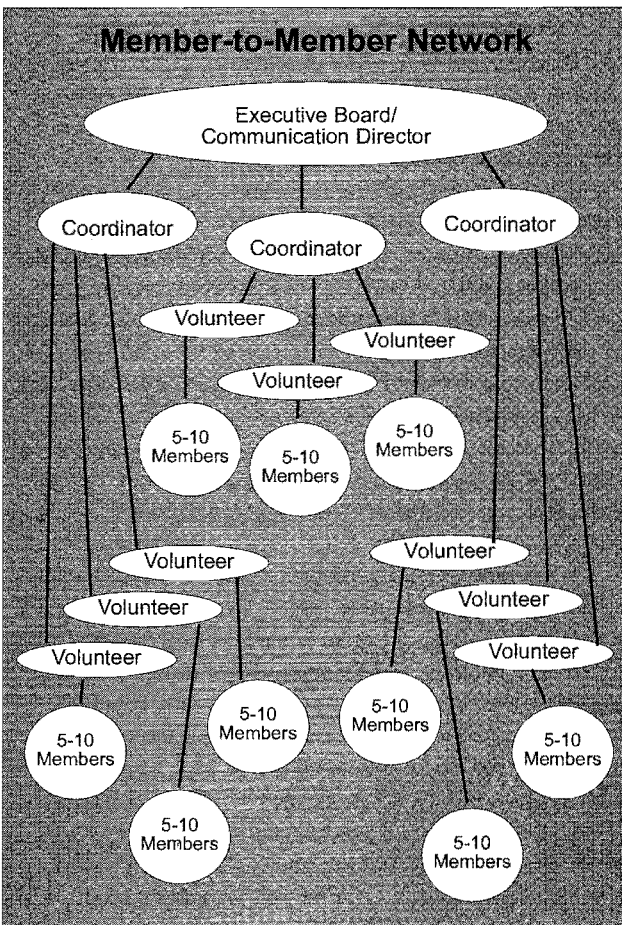 Member-to-Member Network
Executive Board/
Communication Director
Coordinator
Coordinator
Coordinator
Volunteer
Volunteer
Volunteer
5-10
Members
5-10
Members
5-10
Members
Volunteer
Volunteer
Volunteer
Volunteer
Volunteer
Volunteer
5-10
Members
5-10
Members
5-10
Members
5-10
Members
5-10
Members
5-10
Members